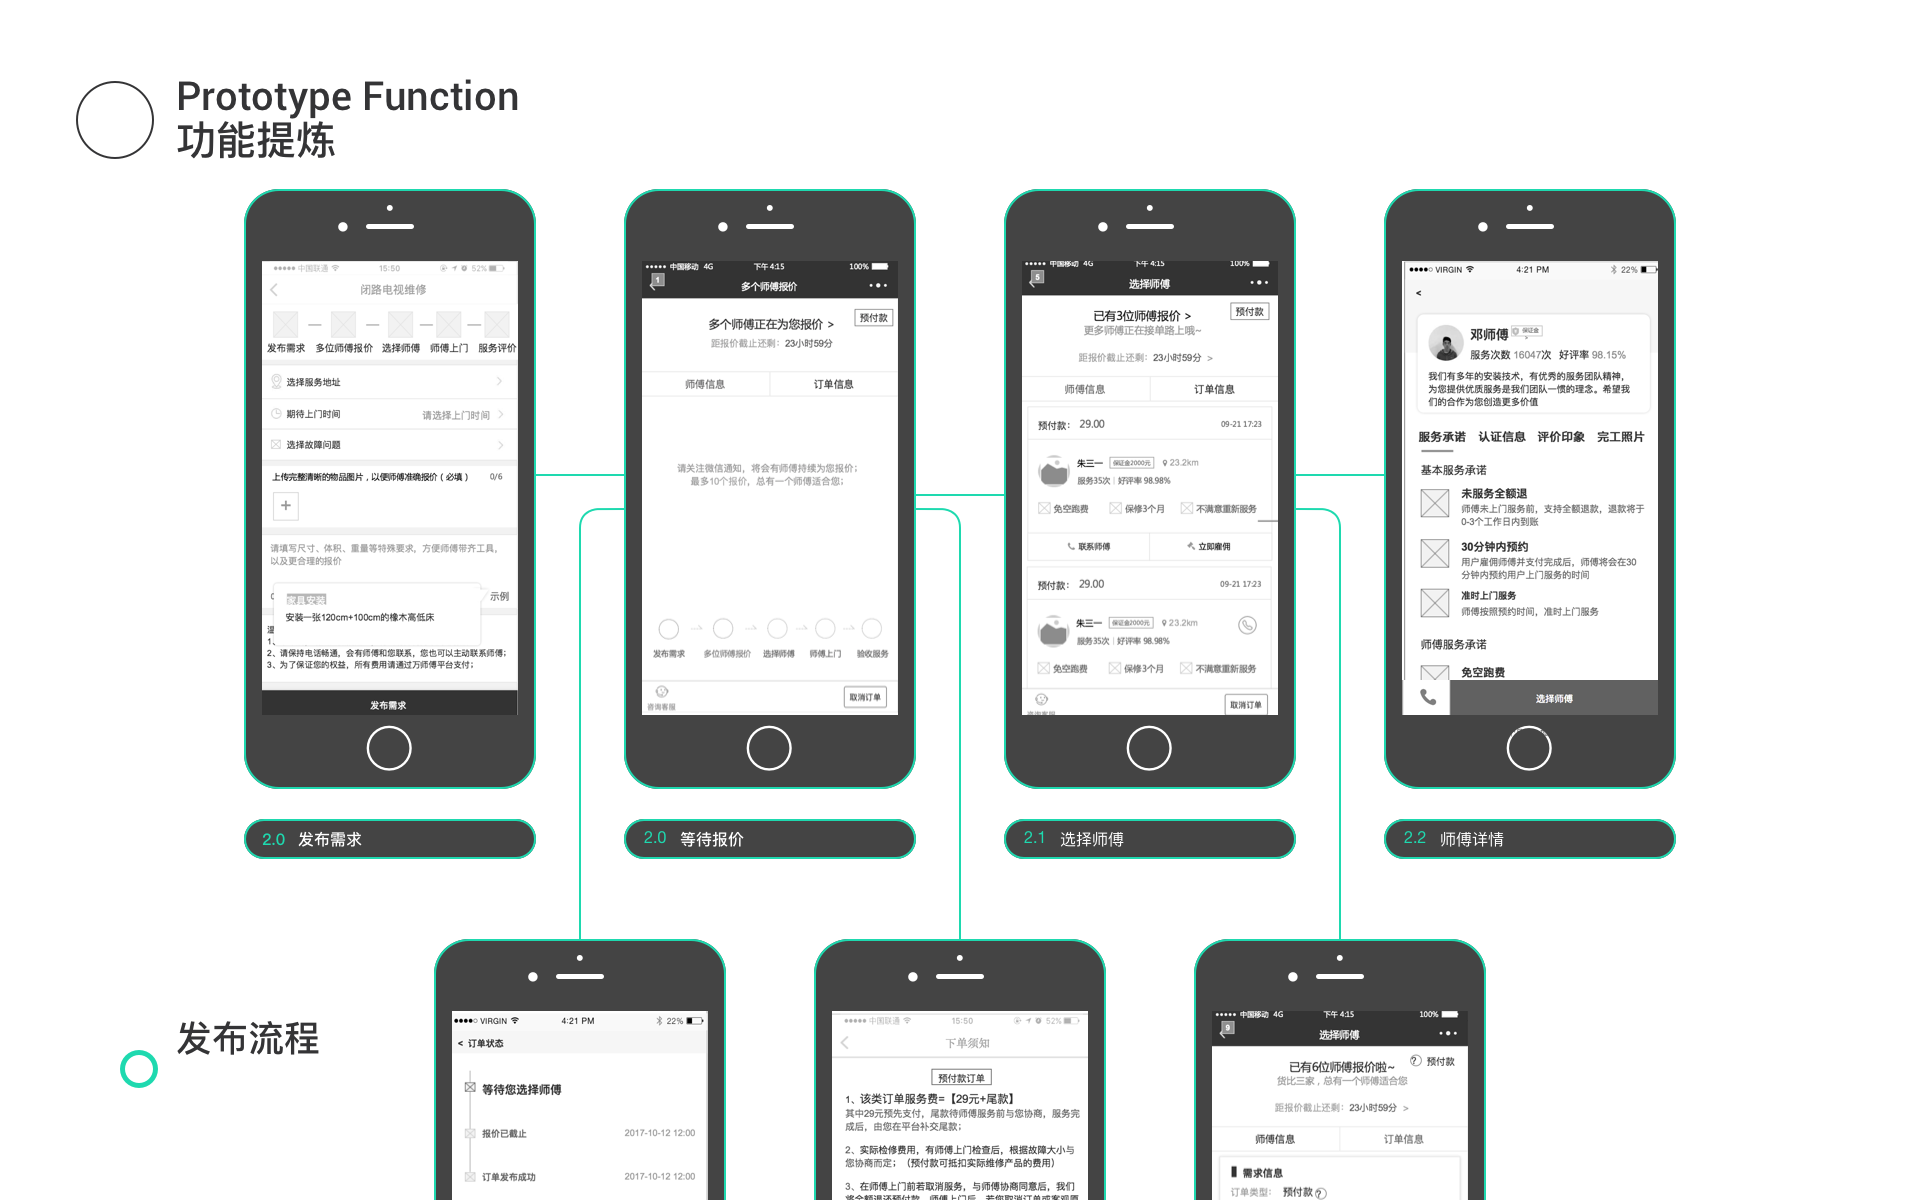 Prototype Function
功能提炼
中国联通 15:50 52%
闭路电视维修
发布需求 多位师傅报价 选择师傅 师傅上门 服务评价
选择服务地址
期待上门时间 请选择上门时间
选择故障问题
上传完整清晰的物品图片，以便师傅准确报价（必填） 0/6
+
请填写尺寸、体积、重量等特殊要求，方便师傅带齐工具，
以及更合理的报价
家具安装 示例
安装一张120cm+100cm的橡木高低床
1、
2、请保持电话畅通，会有师傅和您联系，您也可以主动联系师傅；
3、为了保证您的权益，所有费用请通过万师傅平台支付；
发布需求
中国移动 4G 下午4:15 100%
1
多个师傅报价
多个师傅正在为您报价 > 预付款
距报价截止还剩：23小时59分
师傅信息 订单信息
请关注微信通知，将会有师傅持续为您报价；
最多10个报价，总有一个师傅适合您；
发布需求 多位师傅报价 选择师傅 师傅上门 验收服务
咨询客服 取消订单
中国移动 4G 下午4:15 100%
5
选择师傅
已有3位师傅报价 > 预付款
更多师傅正在接单路上哦~
距报价截止还剩：23小时59分 >
师傅信息 订单信息
预付款： 29.00 09-21 17:23
朱三一 保证金2000元 23.2km
服务35次 | 好评率 98.98%
免空跑费 保修3个月 不满意重新服务
联系师傅 立即雇佣
预付款： 29.00 09-21 17:23
朱三一 保证金2000元 23.2km
服务35次 | 好评率 98.98%
免空跑费 保修3个月 不满意重新服务
咨询客服 取消订单
VIRGIN 4:21 PM 22%
<
邓师傅 保证金
服务次数 16047次 好评率 98.15%
我们有多年的安装技术，有优秀的服务团队精神，
为您提供优质服务是我们团队一惯的理念。希望我
们的合作为您创造更多价值
服务承诺 认证信息 评价印象 完工照片
基本服务承诺
未服务全额退
师傅未上门服务前，支持全额退款，退款将于
0-3个工作日内到账
30分钟内预约
用户雇佣师傅并支付完成后，师傅将会在30
分钟内预约用户上门服务的时间
准时上门服务
师傅按照预约时间，准时上门服务
师傅服务承诺
免空跑费
选择师傅
2.0 发布需求
2.0 等待报价
2.1 选择师傅
2.2 师傅详情
发布流程
VIRGIN 4:21 PM 22%
< 订单状态
等待您选择师傅
报价已截止 2017-10-12 12:00
订单发布成功 2017-10-12 12:00
中国联通 15:50 52%
下单须知
预付款订单
1、该类订单服务费=【29元+尾款】
其中29元预先支付，尾款待师傅服务前与您协商，服务完
成后，由您在平台补交尾款；
2、实际检修费用，有师傅上门检查后，根据故障大小与
您协商而定；（预付款可抵扣实际维修产品的费用）
3、在师傅上门前若取消服务，与师傅协商同意后，我们
将全额退还预付款，师傅上门后，若您取消订单或客观原
中国移动 4G 下午4:15 100%
9
选择师傅
已有6位师傅报价啦~ ? 预付款
货比三家，总有一个师傅适合您
距报价截止还剩：23小时59分 >
师傅信息 订单信息
需求信息
订单类型： 预付款 ?